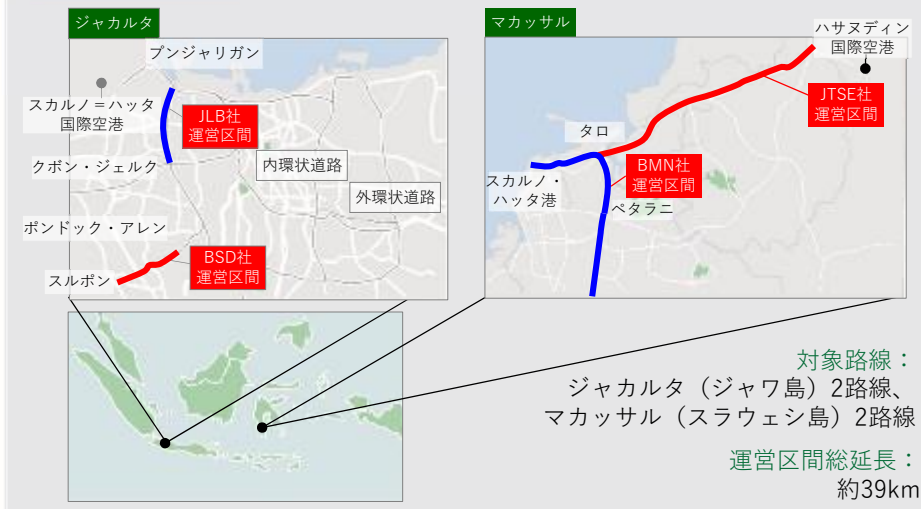 ジャカルタ
プンジャリガン
スカルノ＝ハッタ
国際空港
JLB社
運営区間
クボン・ジェルク
内環状道路
外環状道路
ポンドック・アレン
BSD社
運営区間
スルポン
マカッサル
ハサヌディン
国際空港
JTSE社
運営区間
タロ
BMN社
運営区間
スカルノ・
ハッタ港
ペタラニ
対象路線：
ジャカルタ（ジャワ島）2路線、
マカッサル（スラウェシ島）2路線
運営区間総延長：
約39km